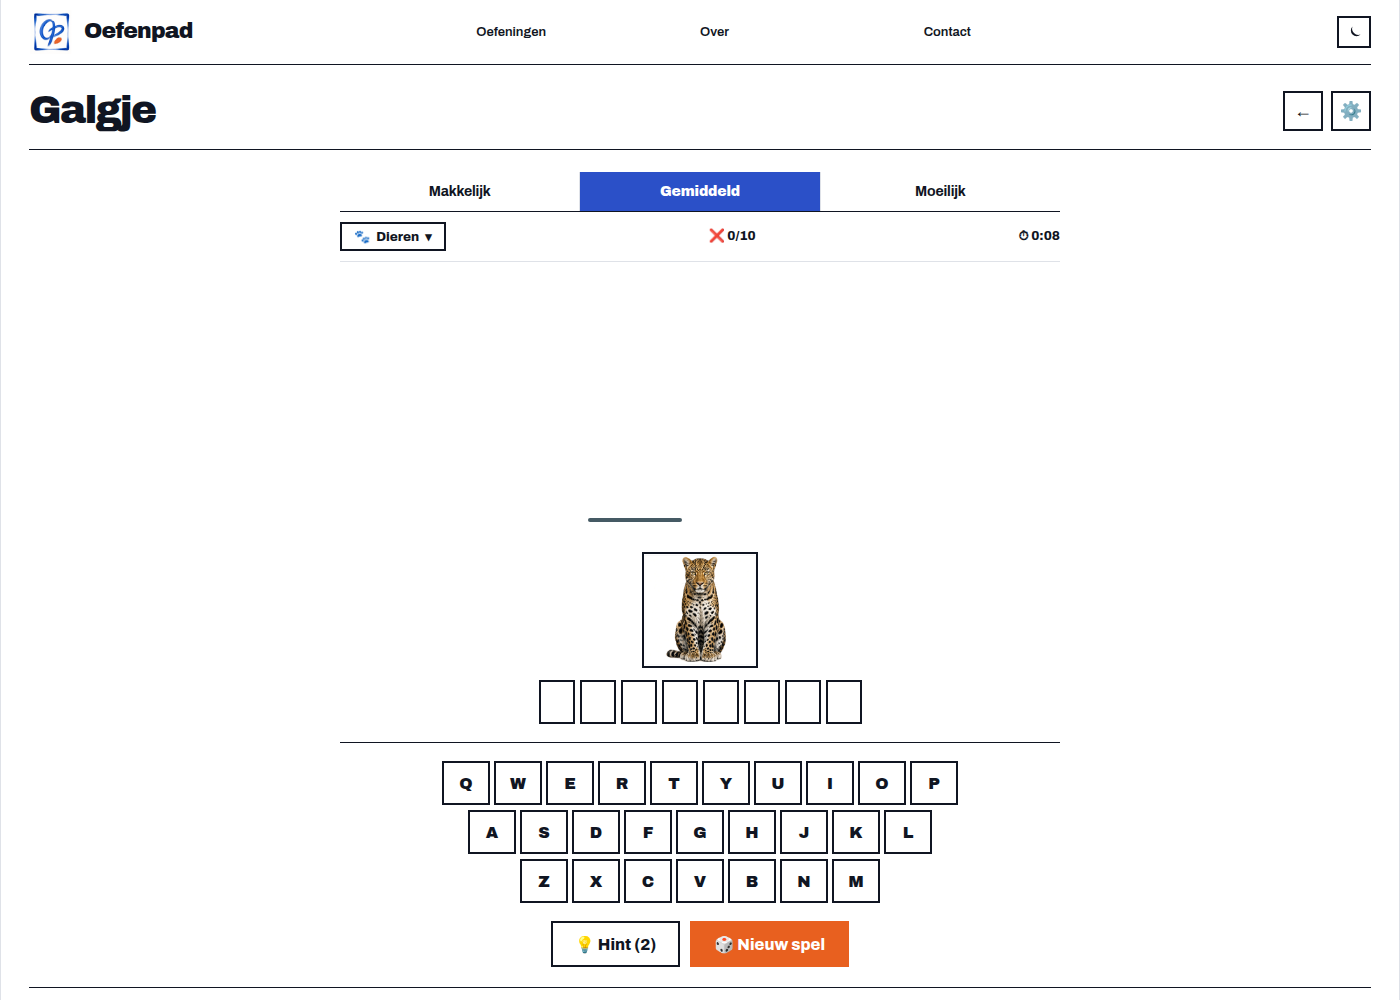 Oefenpad
Oefeningen
Over
Contact
Galgje
←
Makkelijk
Gemiddeld
Moeilijk
Dieren ▼
❌ 0/10
⏱ 0:08
Q W E R T Y U I O P
A S D F G H J K L
Z X C V B N M
💡 Hint (2)
🎲 Nieuw spel